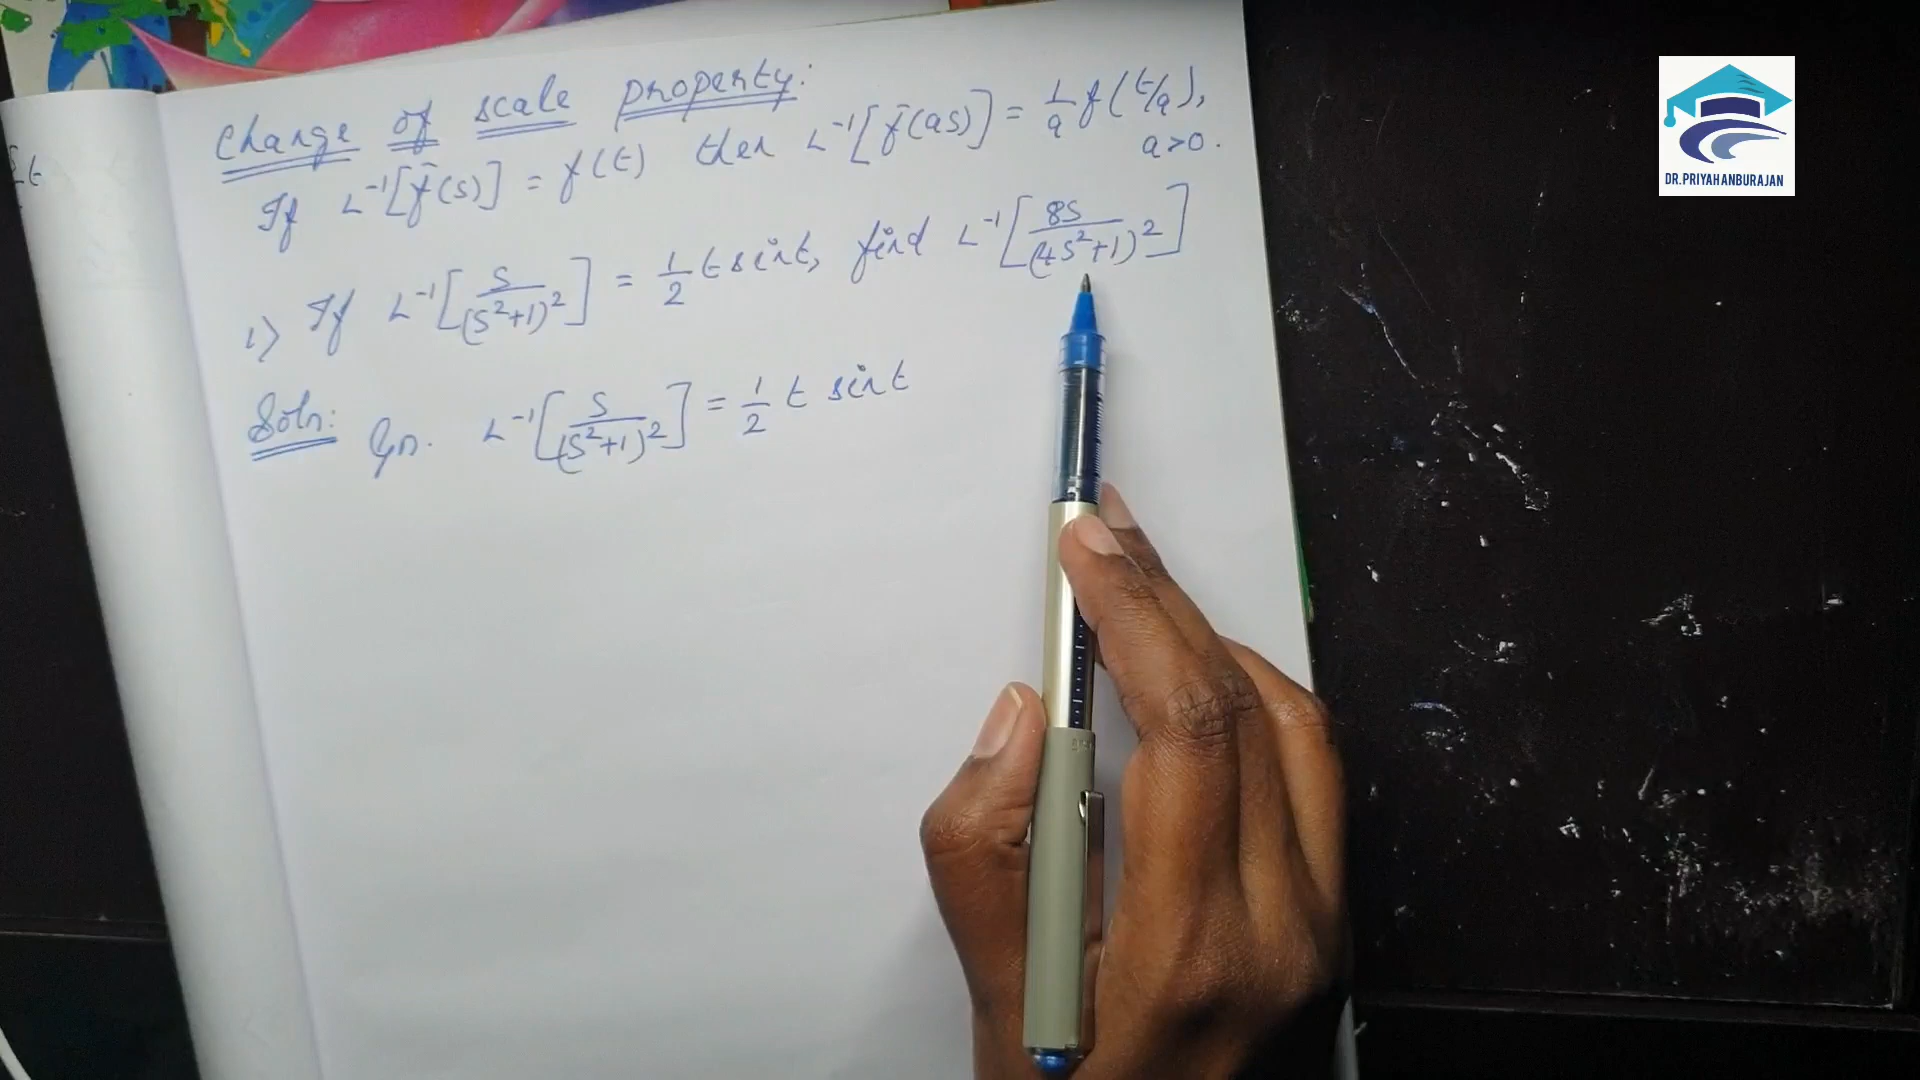 Change of scale property:
If L⁻¹[f̄(s)] = f(t) then L⁻¹[f̄(as)] = 1/a f(t/a), a>0.
1) If L⁻¹[S/(S²+1)²] = 1/2 t sint, find L⁻¹[8S/(4S²+1)²]
Soln: Gn. L⁻¹[S/(S²+1)²] = 1/2 t sint
DR.PRIYAHANBURAJAN